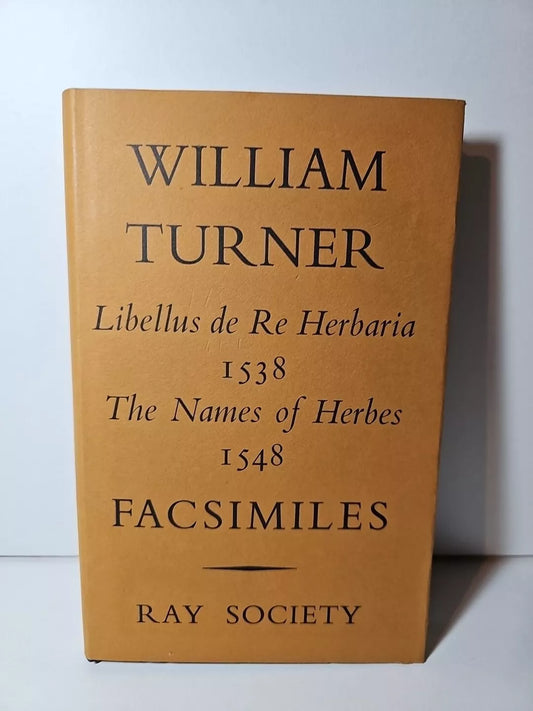 WILLIAM
TURNER
Libellus de Re Herbaria
1538
The Names of Herbes
1548
FACSIMILES
RAY SOCIETY